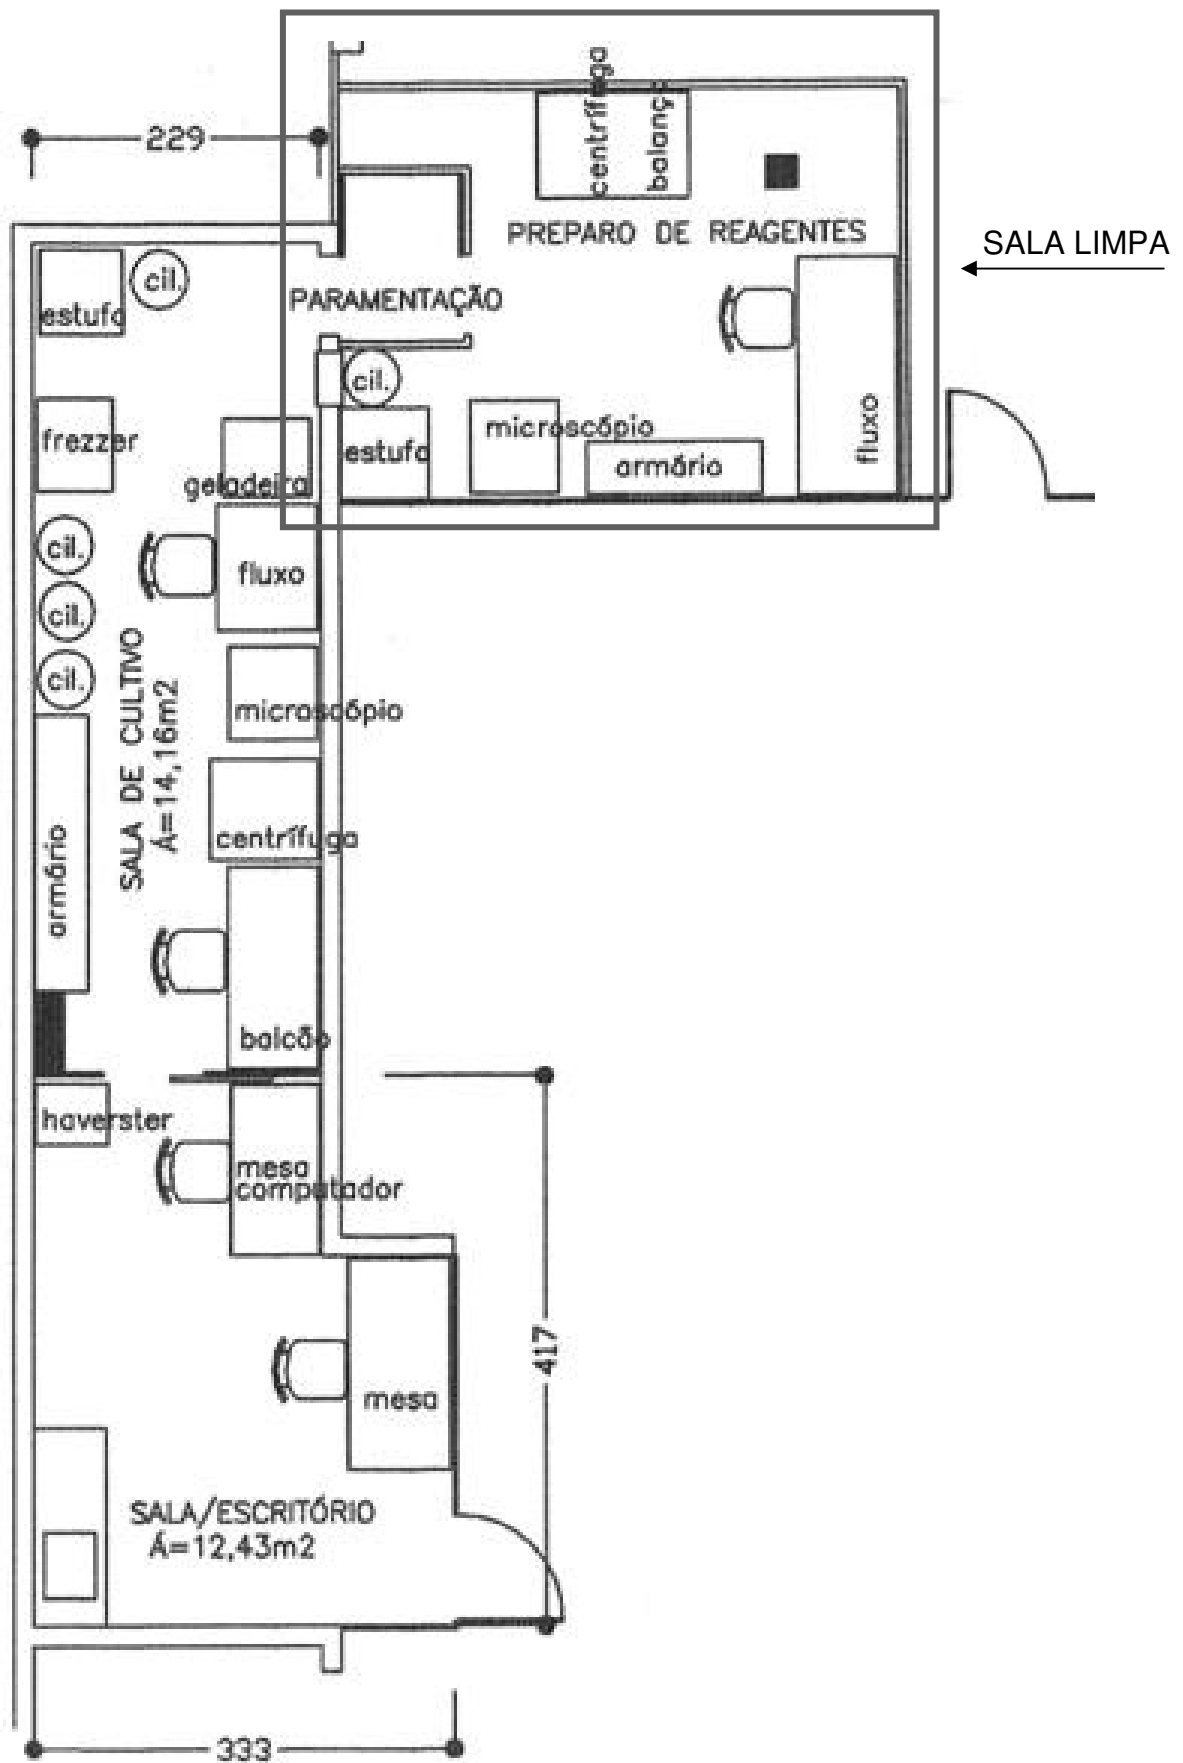 centrífuga
balança
229
PREPARO DE REAGENTES
SALA LIMPA
cil.
estufa
PARAMENTAÇÃO
cil.
frezzer
estufa
microscópio
armário
fluxo
geladeira
cil.
fluxo
cil.
cil.
SALA DE CULTIVO
Á=14,16m2
microscópio
centrífuga
armário
balcão
haverster
mesa
computador
417
mesa
SALA/ESCRITÓRIO
Á=12,43m2
333